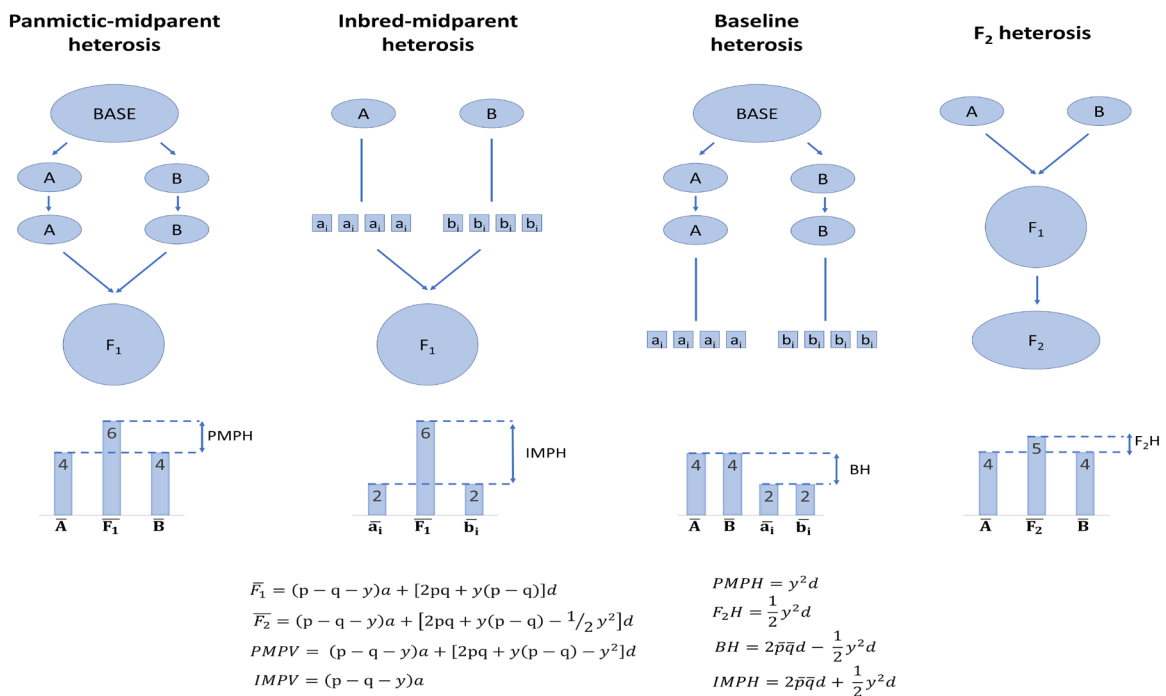 Panmictic-midparent
heterosis
BASE
A B
A B
F₁
6
4 4
PMPH
A̅ F̅₁ B̅
Inbred-midparent
heterosis
A B
aᵢ aᵢ aᵢ aᵢ bᵢ bᵢ bᵢ bᵢ
F₁
6
2 2
IMPH
a̅ᵢ F̅₁ b̅ᵢ
Baseline
heterosis
BASE
A B
A B
aᵢ aᵢ aᵢ aᵢ bᵢ bᵢ bᵢ bᵢ
4 4
2 2
BH
A̅ B̅ a̅ᵢ b̅ᵢ
F₂ heterosis
A B
F₁
F₂
4 5 4
F₂H
A̅ F̅₂ B̅
F̅₁ = (p − q − y)a + [2pq + y(p − q)]d
F̅₂ = (p − q − y)a + [2pq + y(p − q) − 1/2 y²]d
PMPV = (p − q − y)a + [2pq + y(p − q) − y²]d
IMPV = (p − q − y)a
PMPH = y²d
F₂H = 1/2 y²d
BH = 2p̅q̅d − 1/2 y²d
IMPH = 2p̅q̅d + 1/2 y²d